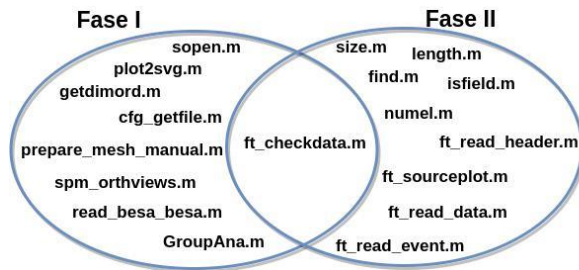 Fase I
Fase II
sopen.m
plot2svg.m
getdimord.m
cfg_getfile.m
prepare_mesh_manual.m
spm_orthviews.m
read_besa_besa.m
GroupAna.m
ft_checkdata.m
size.m
length.m
find.m
isfield.m
numel.m
ft_read_header.m
ft_sourceplot.m
ft_read_data.m
ft_read_event.m